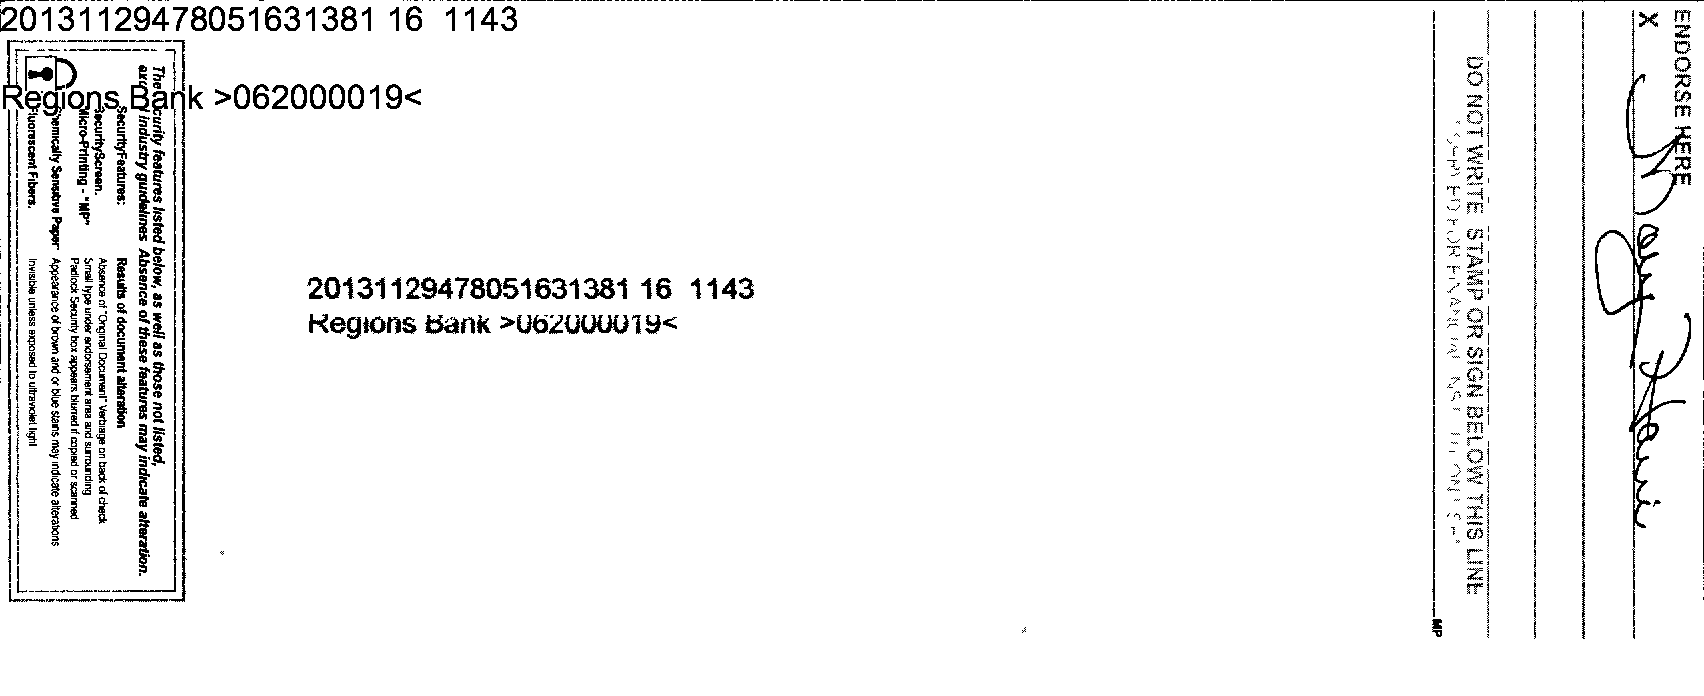 20131129478051631381 16 1143
Regions Bank >062000019<
The security features listed below, as well as those not listed,
exceed industry guidelines Absence of these features may indicate alteration.
SecurityFeatures: Results of document alteration
SecurityScreen. Absence of "Original Document" Verbiage on back of check
Micro-Printing - "MP" Small type under endorsement area and surrounding
Padlock Security box appears blurred if copied or scanned
Chemically Sensitive Paper Appearance of brown and or blue stains may indicate alterations
Fluorescent Fibers. Invisible unless exposed to ultraviolet light
20131129478051631381 16 1143
Regions Bank >062000019<
ENDORSE HERE
X
DO NOT WRITE STAMP OR SIGN BELOW THIS LINE
MP